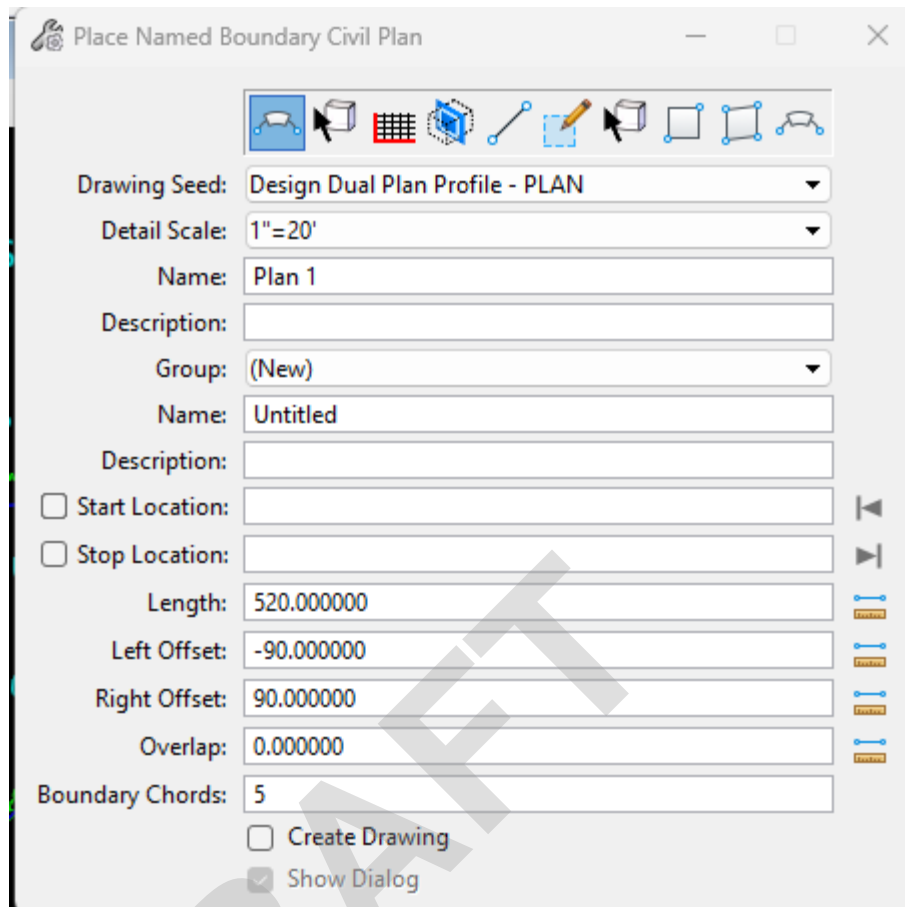 Place Named Boundary Civil Plan
Drawing Seed: Design Dual Plan Profile - PLAN
Detail Scale: 1"=20'
Name: Plan 1
Description:
Group: (New)
Name: Untitled
Description:
Start Location:
Stop Location:
Length: 520.000000
Left Offset: -90.000000
Right Offset: 90.000000
Overlap: 0.000000
Boundary Chords: 5
Create Drawing
Show Dialog
RAFT